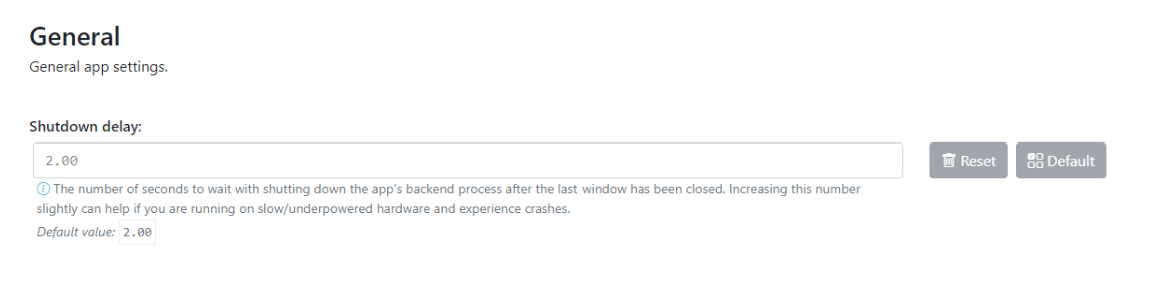 General
General app settings.
Shutdown delay:
2.00
Reset
Default
The number of seconds to wait with shutting down the app's backend process after the last window has been closed. Increasing this number
slightly can help if you are running on slow/underpowered hardware and experience crashes.
Default value: 2.00